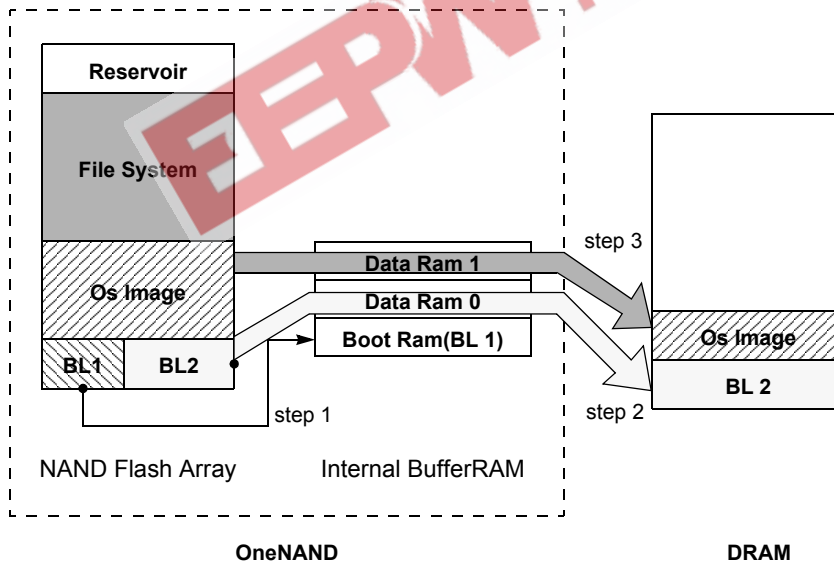 EEPW
Reservoir
File System
step 3
Data Ram 1
Os Image
Data Ram 0
Boot Ram(BL 1)
Os Image
BL1
BL2
BL 2
step 1
step 2
NAND Flash Array
Internal BufferRAM
OneNAND
DRAM